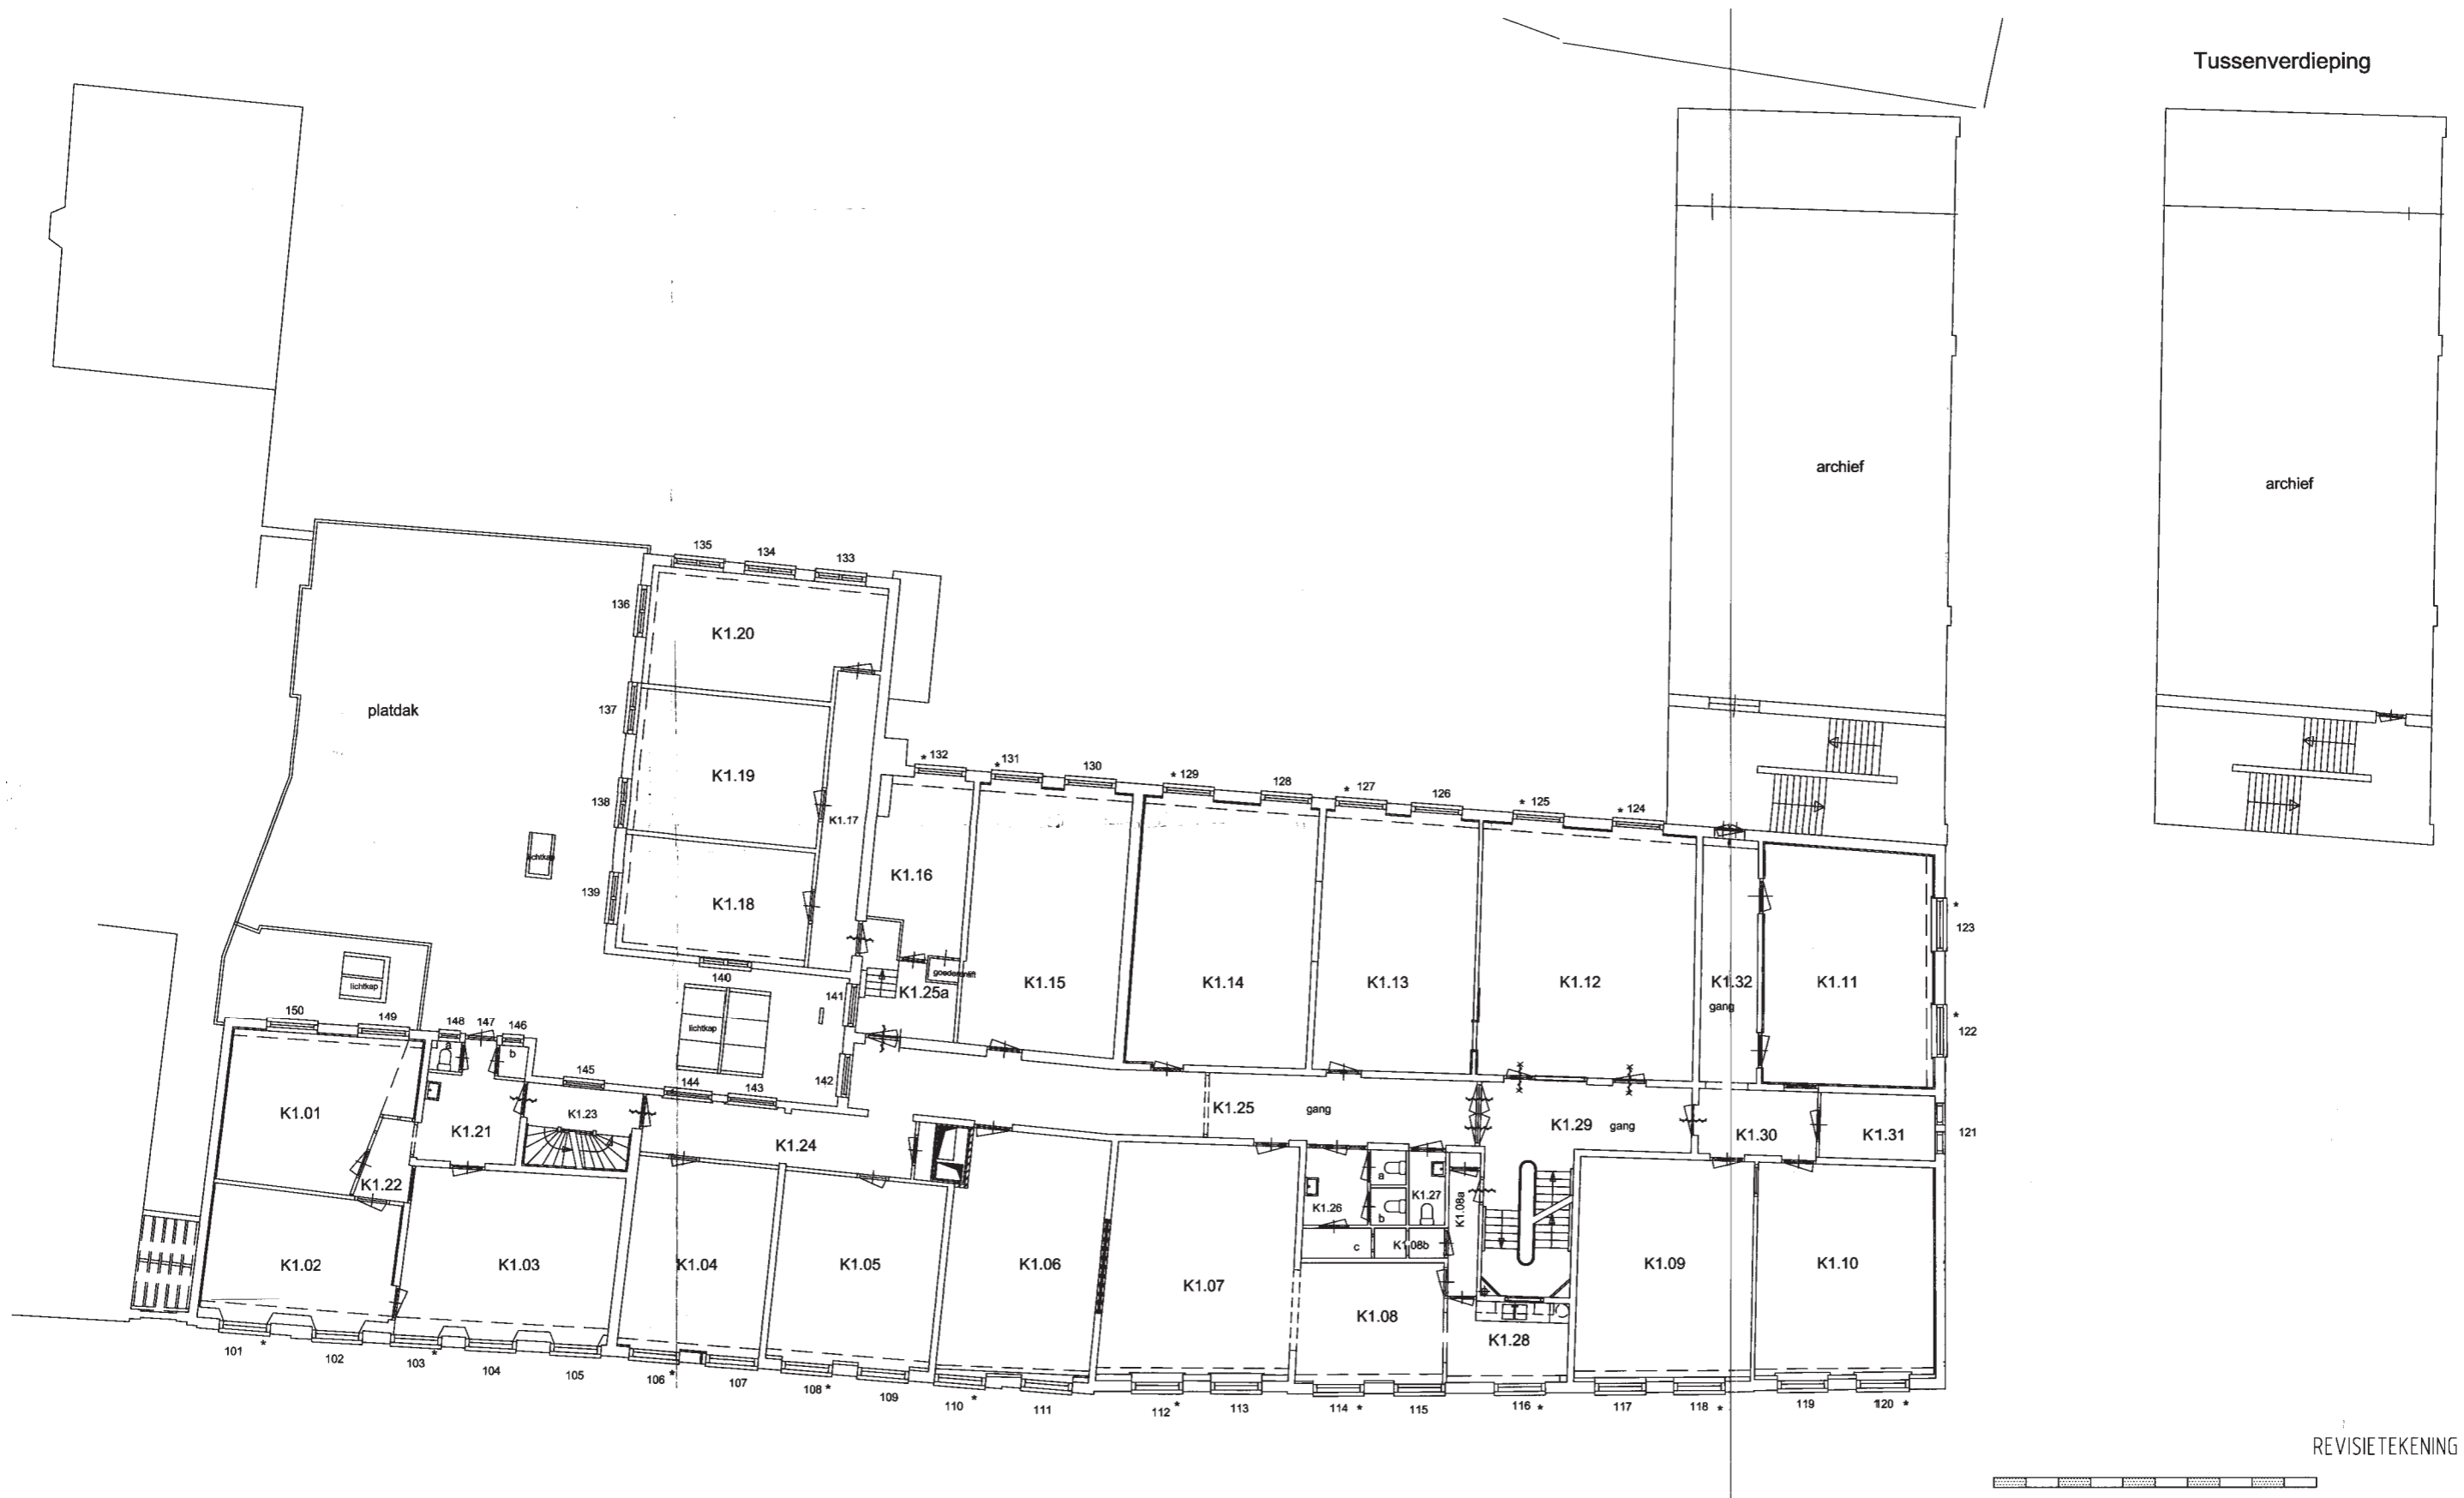 Tussenverdieping
archief
archief
135
134
133
136
K1.20
137
platdak
K1.19
* 132
* 131
130
* 129
128
* 127
126
* 125
* 124
138
K1.17
lichtkap
139
K1.18
K1.16
*
123
140
goederenlift
141
K1.25a
K1.15
K1.14
K1.13
K1.12
K1.32
gang
K1.11
lichtkap
150
149
148
147
146
b
lichtkap
*
122
145
144
143
142
K1.01
K1.23
K1.25
gang
K1.21
K1.24
K1.29
gang
K1.30
K1.31
121
K1.22
a
b
c
K1.26
K1.27
K1.08a
K1.08b
K1.02
K1.03
K1.04
K1.05
K1.06
K1.07
K1.08
K1.28
K1.09
K1.10
101 *
102
103 *
104
105
106 *
107
108 *
109
110 *
111
112 *
113
114 *
115
116 *
117
118 *
119
120 *
REVISIETEKENING